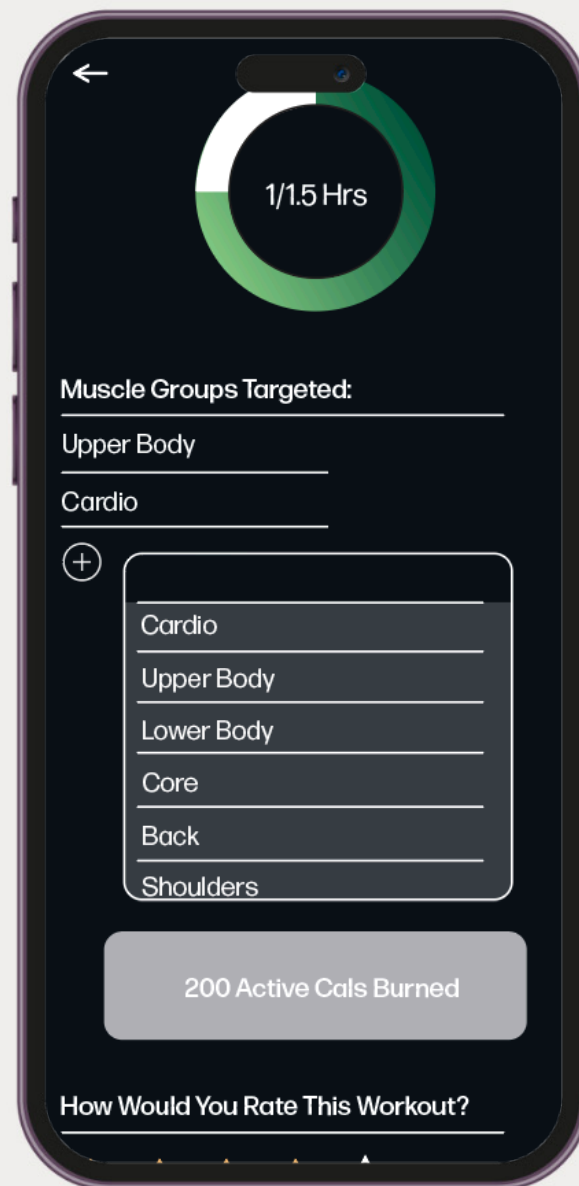 1/1.5 Hrs
Muscle Groups Targeted:
Upper Body
Cardio
Cardio
Upper Body
Lower Body
Core
Back
Shoulders
200 Active Cals Burned
How Would You Rate This Workout?